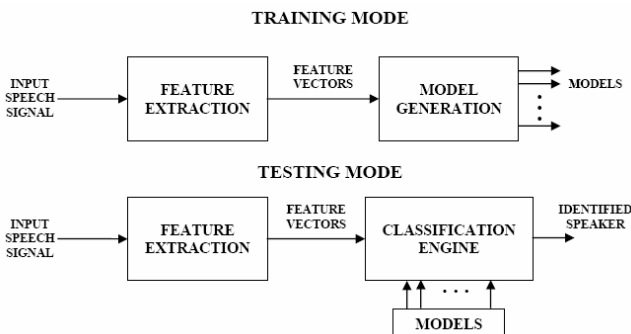 TRAINING MODE
INPUT
SPEECH
SIGNAL
FEATURE
EXTRACTION
FEATURE
VECTORS
MODEL
GENERATION
MODELS
TESTING MODE
INPUT
SPEECH
SIGNAL
FEATURE
EXTRACTION
FEATURE
VECTORS
CLASSIFICATION
ENGINE
IDENTIFIED
SPEAKER
MODELS